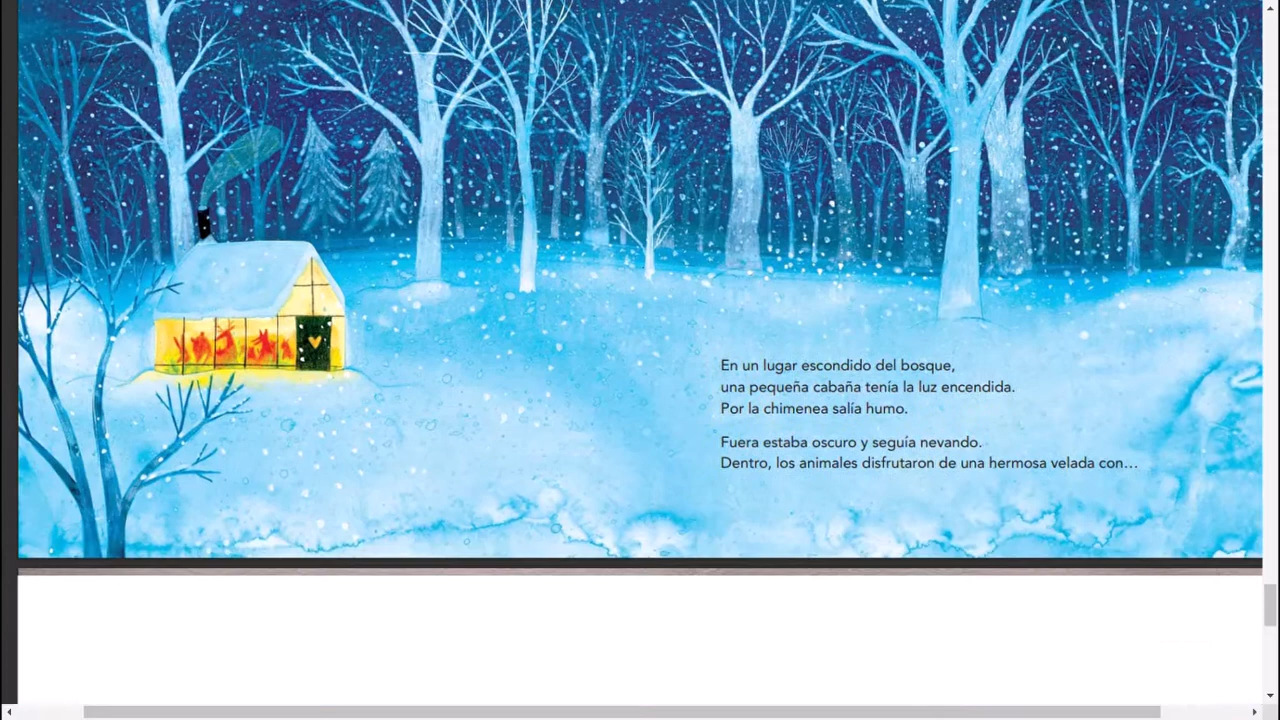 En un lugar escondido del bosque,
una pequeña cabaña tenía la luz encendida.
Por la chimenea salía humo.
Fuera estaba oscuro y seguía nevando.
Dentro, los animales disfrutaron de una hermosa velada con…